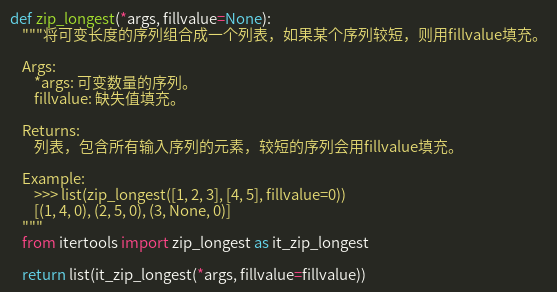 def zip_longest(*args, fillvalue=None):
"""将可变长度的序列组合成一个列表，如果某个序列较短，则用fillvalue填充。
Args:
*args: 可变数量的序列。
fillvalue: 缺失值填充。
Returns:
列表，包含所有输入序列的元素，较短的序列会用fillvalue填充。
Example:
>>> list(zip_longest([1, 2, 3], [4, 5], fillvalue=0))
[(1, 4, 0), (2, 5, 0), (3, None, 0)]
"""
from itertools import zip_longest as it_zip_longest
return list(it_zip_longest(*args, fillvalue=fillvalue))